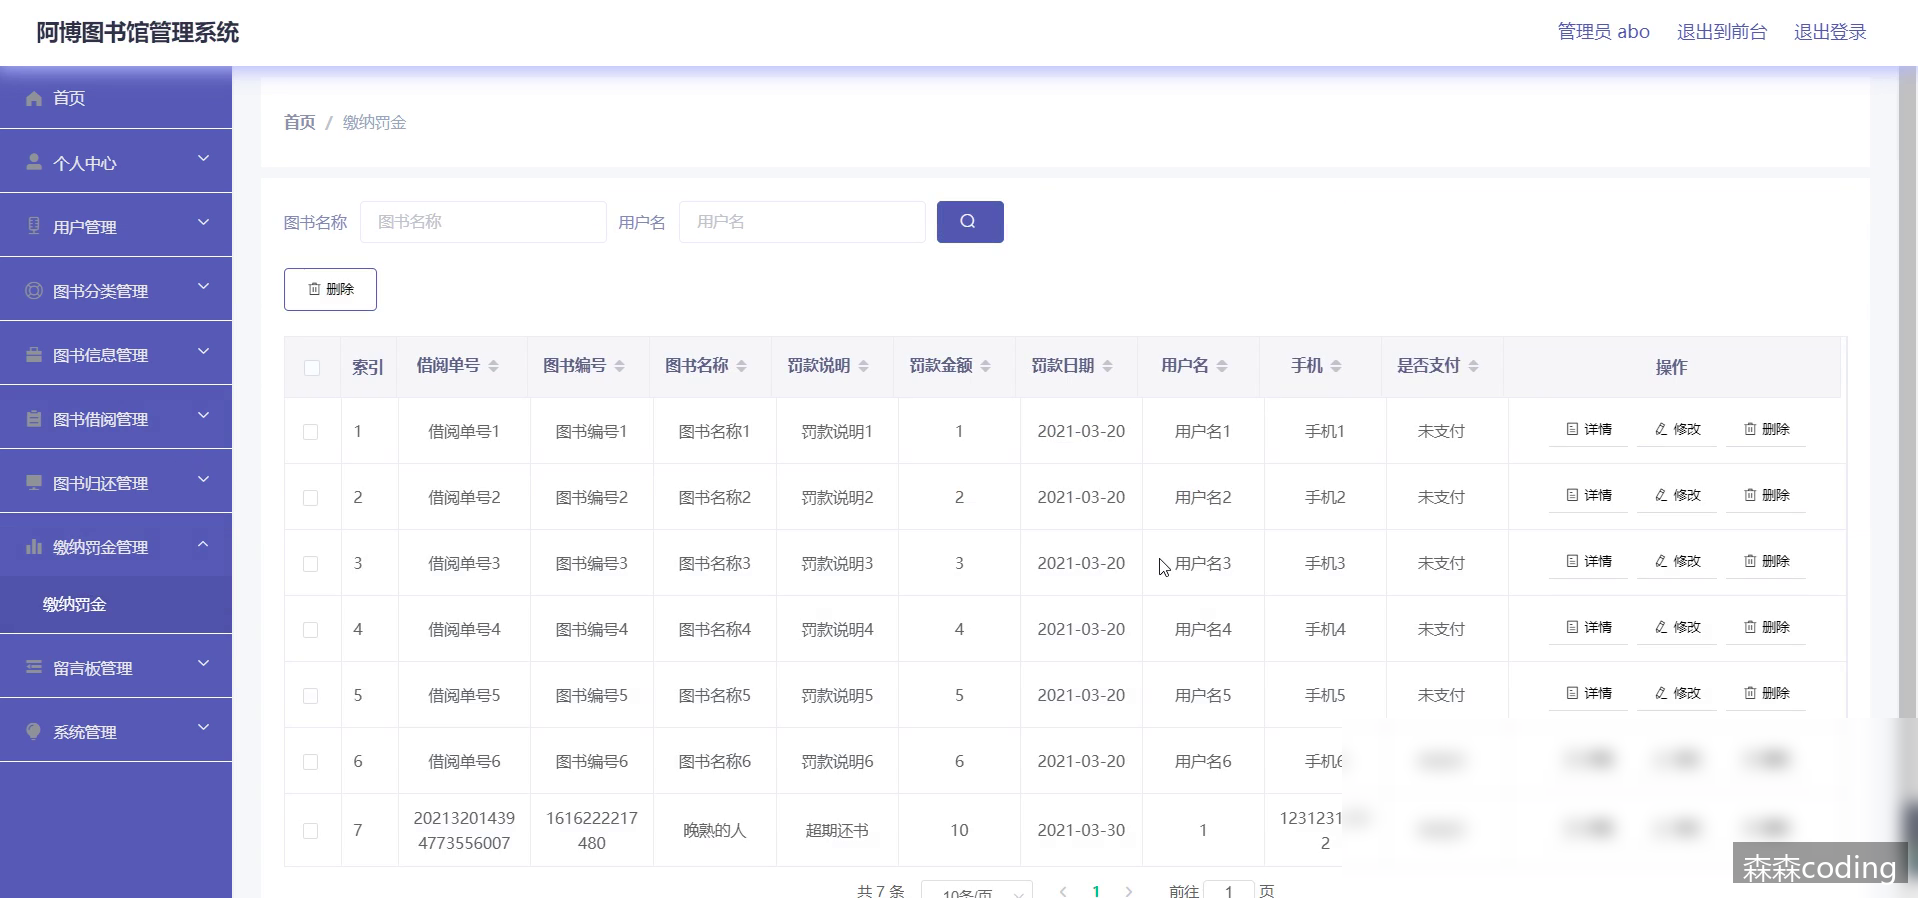 阿博图书馆管理系统
管理员 abo 退出到前台 退出登录
首页
个人中心
用户管理
图书分类管理
图书信息管理
图书借阅管理
图书归还管理
缴纳罚金管理
缴纳罚金
留言板管理
系统管理
首页 / 缴纳罚金
图书名称 图书名称 用户名 用户名
删除
索引 借阅单号 图书编号 图书名称 罚款说明 罚款金额 罚款日期 用户名 手机 是否支付 操作
1 借阅单号1 图书编号1 图书名称1 罚款说明1 1 2021-03-20 用户名1 手机1 未支付 详情 修改 删除
2 借阅单号2 图书编号2 图书名称2 罚款说明2 2 2021-03-20 用户名2 手机2 未支付 详情 修改 删除
3 借阅单号3 图书编号3 图书名称3 罚款说明3 3 2021-03-20 用户名3 手机3 未支付 详情 修改 删除
4 借阅单号4 图书编号4 图书名称4 罚款说明4 4 2021-03-20 用户名4 手机4 未支付 详情 修改 删除
5 借阅单号5 图书编号5 图书名称5 罚款说明5 5 2021-03-20 用户名5 手机5 未支付 详情 修改 删除
6 借阅单号6 图书编号6 图书名称6 罚款说明6 6 2021-03-20 用户名6 手机6
7 20213201439 1616222217 晚熟的人 超期还书 10 2021-03-30 1 1231231
4773556007 480 2
共 7 条 10条/页 1 前往 1 页
森森coding